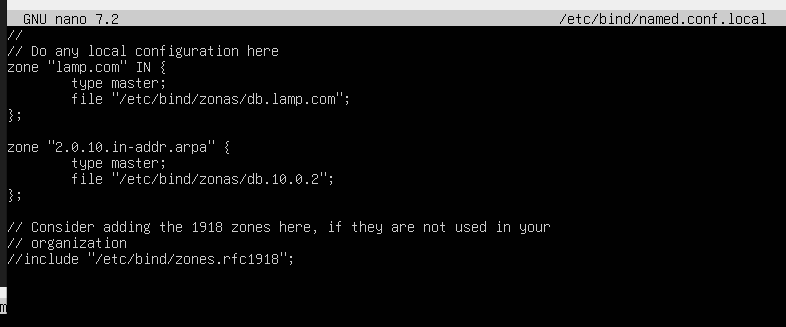 GNU nano 7.2 /etc/bind/named.conf.local
//
// Do any local configuration here
zone "lamp.com" IN {
type master;
file "/etc/bind/zonas/db.lamp.com";
};
zone "2.0.10.in-addr.arpa" {
type master;
file "/etc/bind/zonas/db.10.0.2";
};
// Consider adding the 1918 zones here, if they are not used in your
// organization
//include "/etc/bind/zones.rfc1918";
m